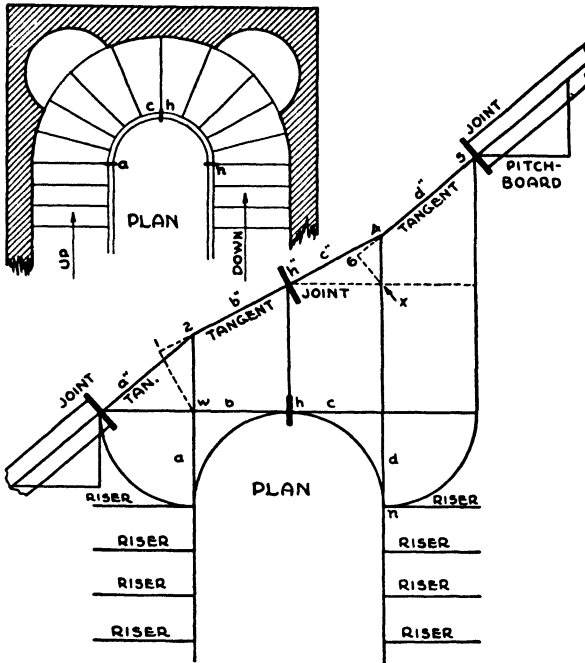 c h
a
n
PLAN
UP
DOWN
JOINT
5
PITCH-
BOARD
d"
TANGENT
4
6
c"
h"
JOINT
x
b"
TANGENT
2
1
a"
TAN.
JOINT
w b h c
a d
PLAN
n
RISER RISER
RISER RISER
RISER RISER
RISER RISER